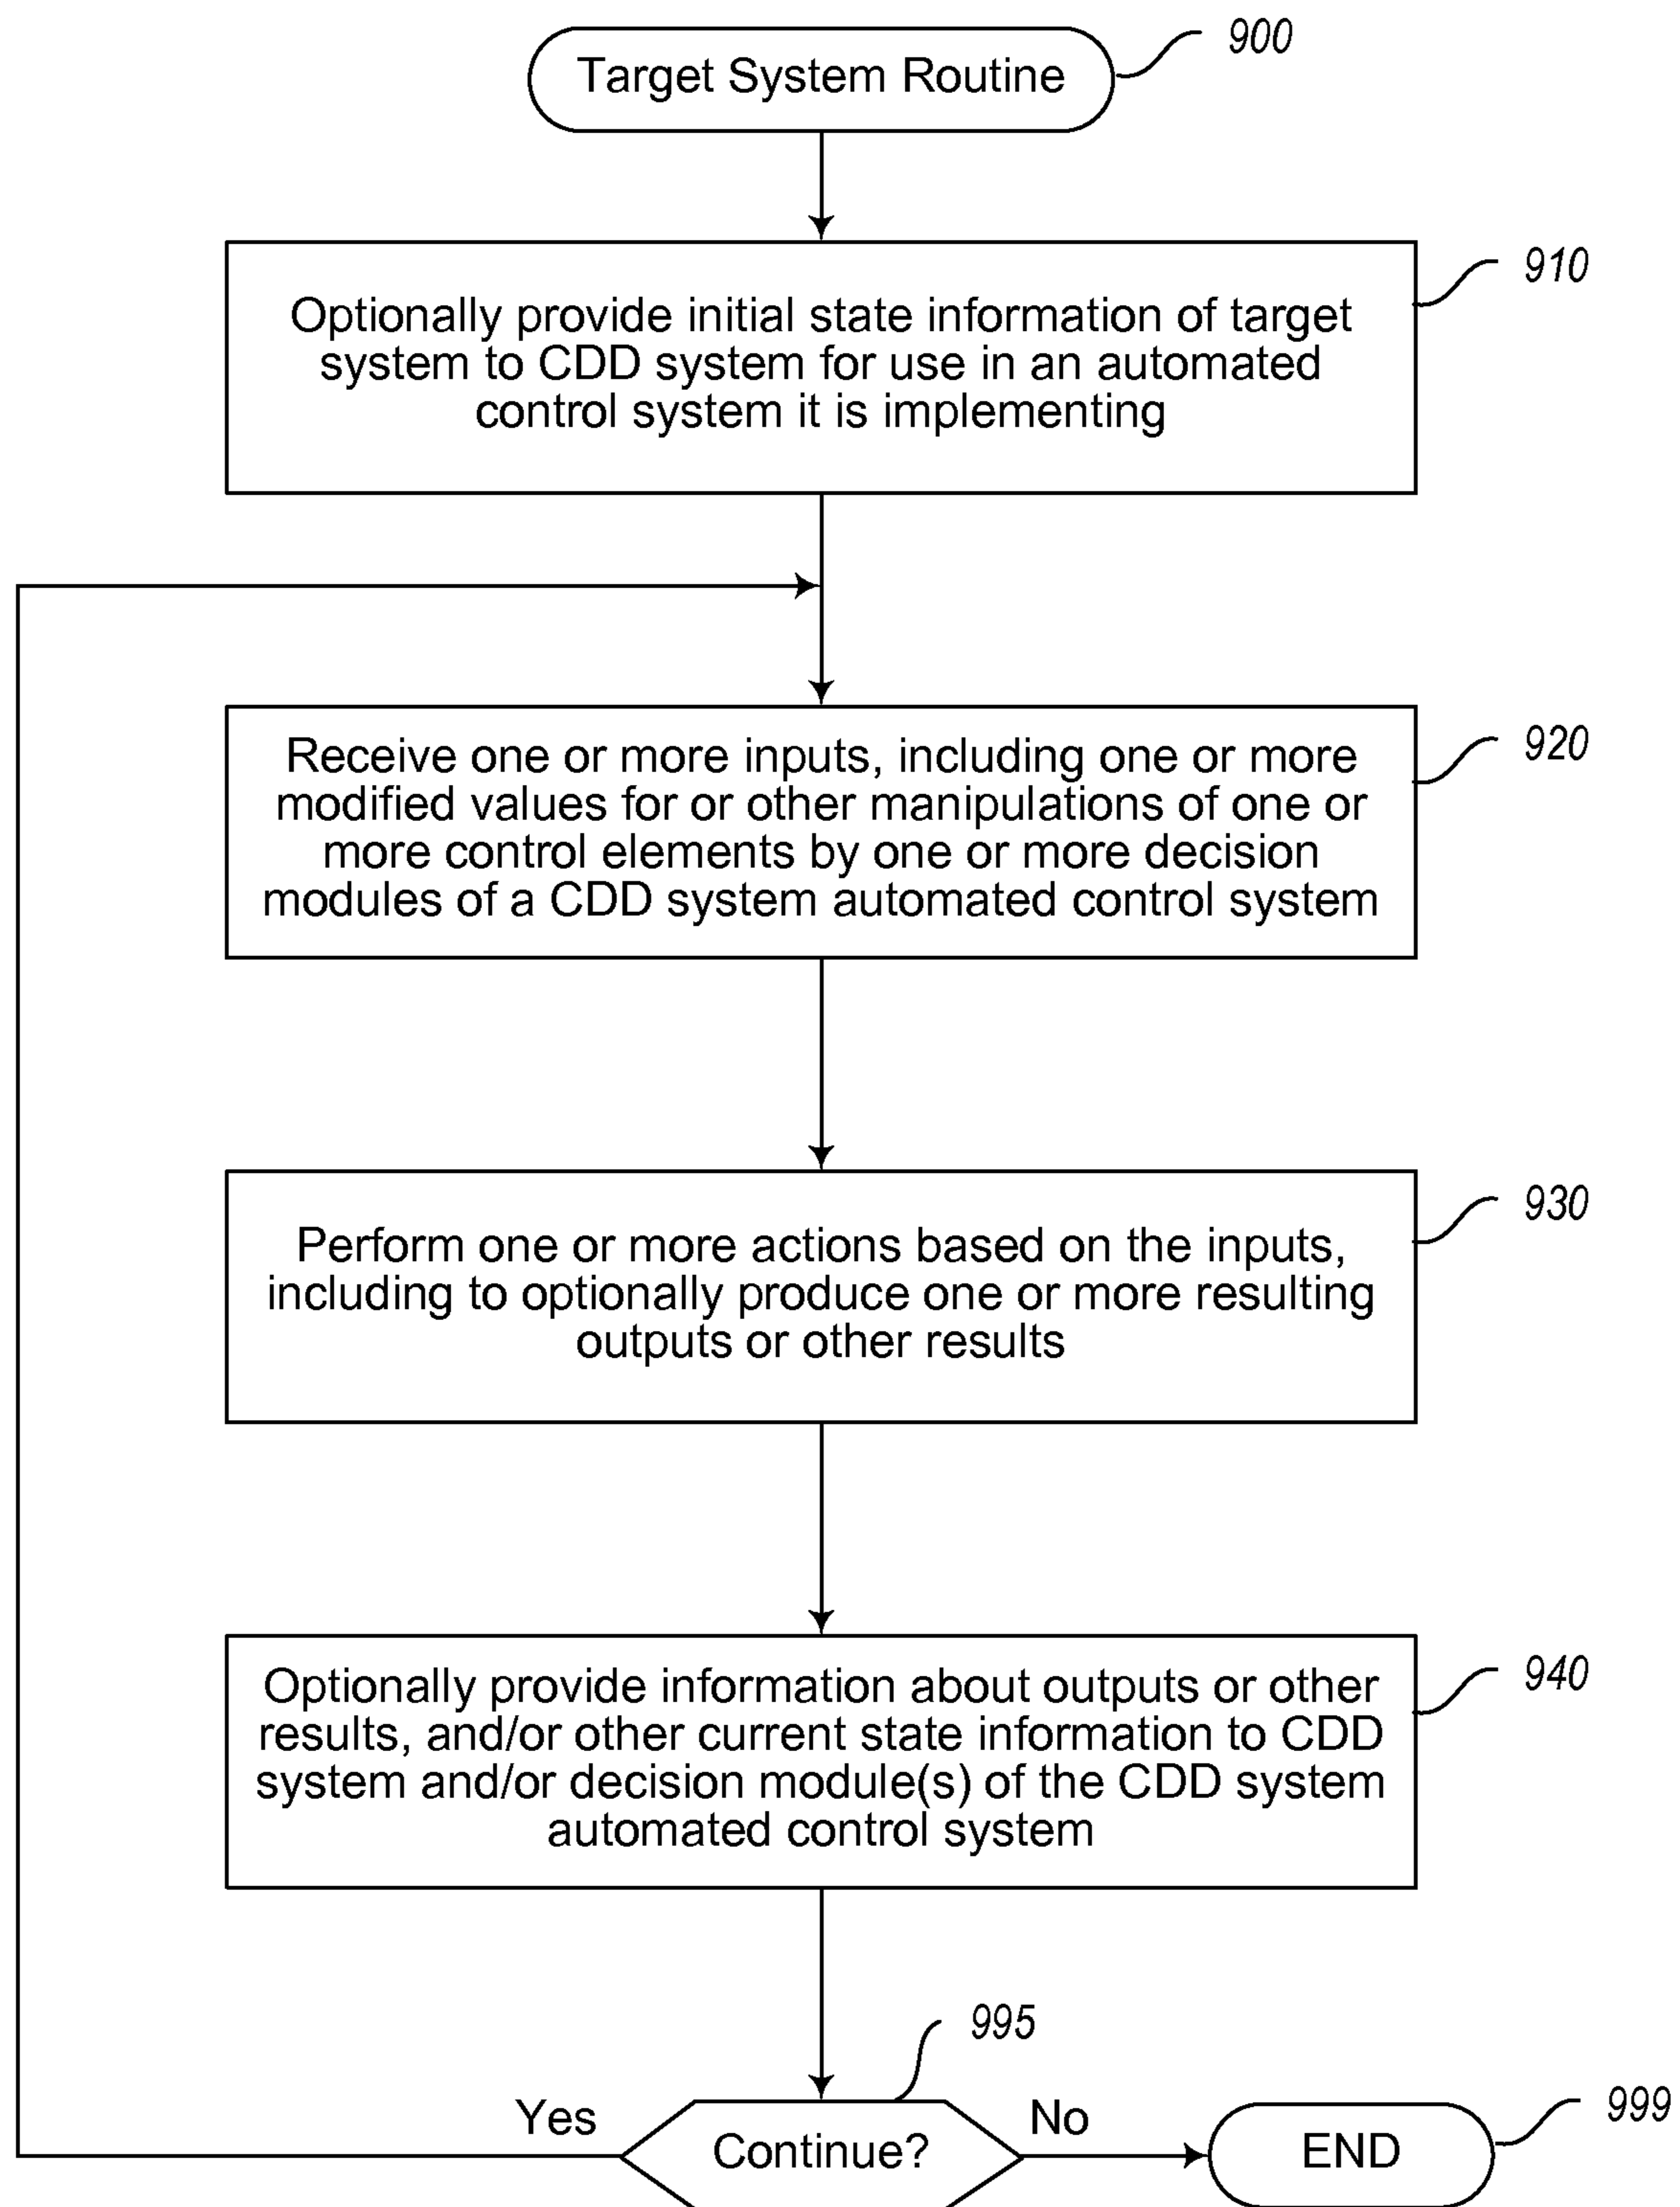 Target System Routine
900
910
Optionally provide initial state information of target
system to CDD system for use in an automated
control system it is implementing
920
Receive one or more inputs, including one or more
modified values for or other manipulations of one or
more control elements by one or more decision
modules of a CDD system automated control system
930
Perform one or more actions based on the inputs,
including to optionally produce one or more resulting
outputs or other results
940
Optionally provide information about outputs or other
results, and/or other current state information to CDD
system and/or decision module(s) of the CDD system
automated control system
995
Yes
Continue?
No
END
999